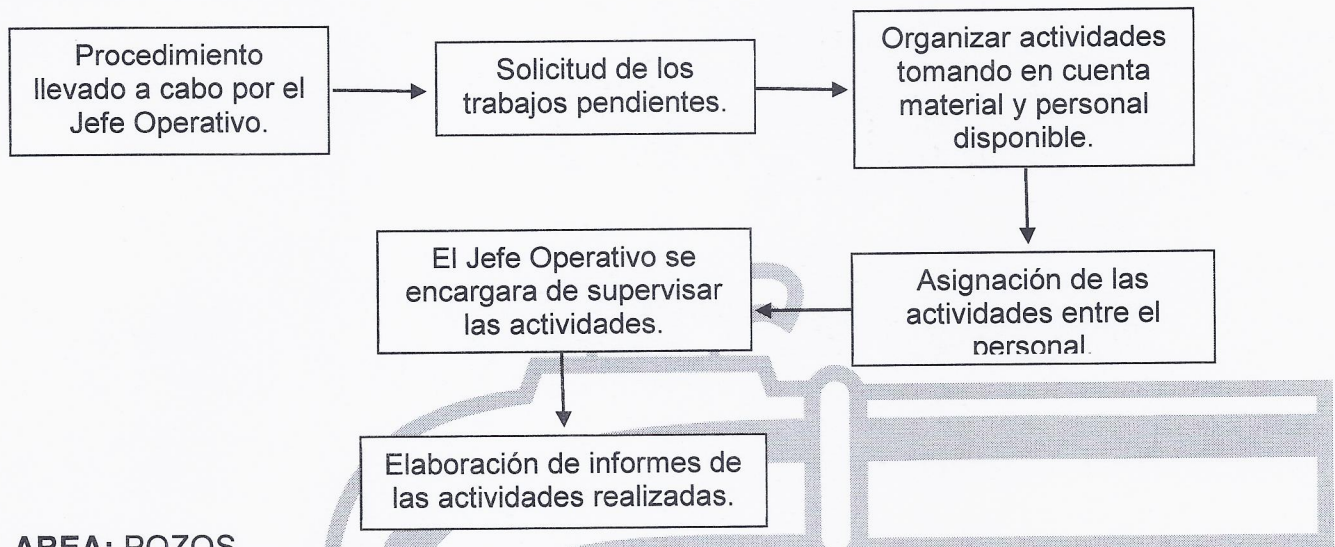 Procedimiento
llevado a cabo por el
Jefe Operativo.
Solicitud de los
trabajos pendientes.
Organizar actividades
tomando en cuenta
material y personal
disponible.
Asignación de las
actividades entre el
personal.
El Jefe Operativo se
encargara de supervisar
las actividades.
Elaboración de informes de
las actividades realizadas.
AREA: POZOS